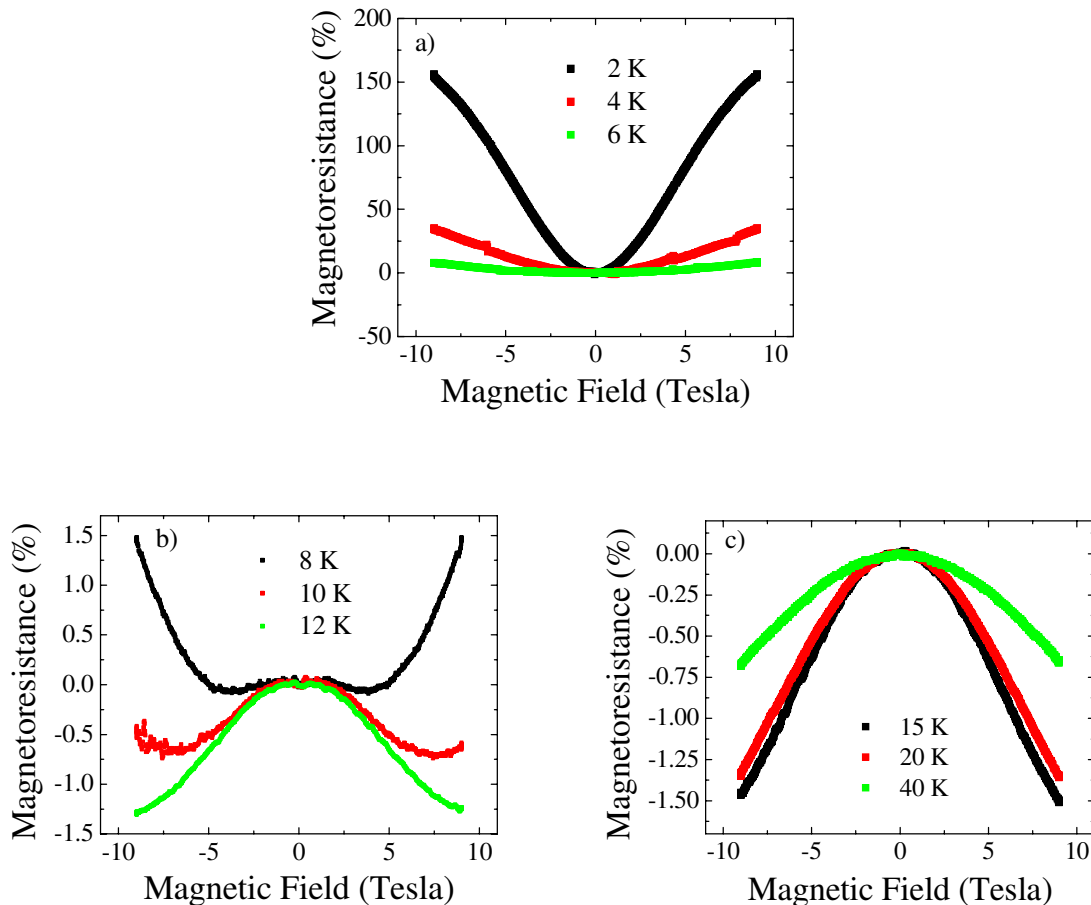 a)
Magnetoresistance (%)
200
150
100
50
0
-50
2 K
4 K
6 K
-10 -5 0 5 10
Magnetic Field (Tesla)
b)
Magnetoresistance (%)
1.5
1.0
0.5
0.0
-0.5
-1.0
-1.5
8 K
10 K
12 K
-10 -5 0 5 10
Magnetic Field (Tesla)
c)
Magnetoresistance (%)
0.00
-0.25
-0.50
-0.75
-1.00
-1.25
-1.50
15 K
20 K
40 K
-10 -5 0 5 10
Magnetic Field (Tesla)